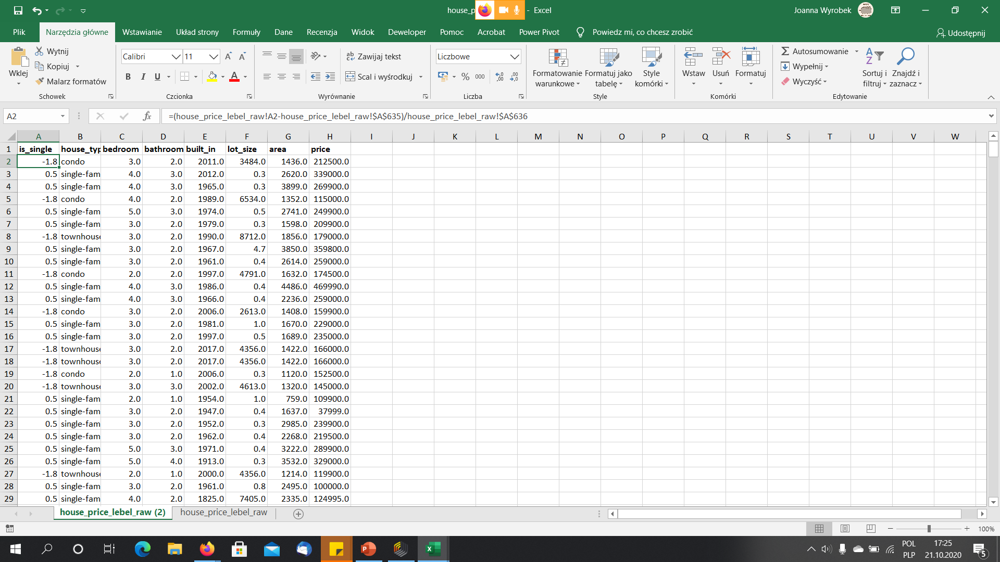 house_p - Excel
Joanna Wyrobek
Plik Narzędzia główne Wstawianie Układ strony Formuły Dane Recenzja Widok Deweloper Pomoc Acrobat Power Pivot Powiedz mi, co chcesz zrobić Udostępnij
Wklej
Wytnij
Kopiuj
Malarz formatów
Schowek
Calibri 11
B I U A
Czcionka
Zawijaj tekst
Scal i wyśrodkuj
Wyrównanie
Liczbowe
% 000
Liczba
Formatowanie warunkowe
Formatuj jako tabelę
Style komórki
Style
Wstaw
Usuń
Formatuj
Komórki
Autosumowanie
Wypełnij
Wyczyść
Sortuj i filtruj
Znajdź i zaznacz
Edytowanie
A2 fx =(house_price_lebel_raw!A2-house_price_lebel_raw!$A$635)/house_price_lebel_raw!$A$636
A B C D E F G H I J K L M N O P Q R S T U V W
1 is_single house_typ bedroom bathroom built_in lot_size area price
2 -1.8 condo 3.0 2.0 2011.0 3484.0 1436.0 212500.0
3 0.5 single-fam 4.0 3.0 2012.0 0.3 2620.0 339000.0
4 0.5 single-fam 4.0 3.0 1965.0 0.3 3899.0 269900.0
5 -1.8 condo 4.0 2.0 1989.0 6534.0 1352.0 115000.0
6 0.5 single-fam 5.0 3.0 1974.0 0.5 2741.0 249900.0
7 0.5 single-fam 3.0 2.0 1979.0 0.3 1598.0 209900.0
8 -1.8 townhouse 3.0 2.0 1990.0 8712.0 1856.0 179000.0
9 0.5 single-fam 3.0 2.0 1967.0 4.7 3850.0 359800.0
10 0.5 single-fam 3.0 2.0 1961.0 0.4 2614.0 259000.0
11 -1.8 condo 2.0 2.0 1997.0 4791.0 1632.0 174500.0
12 0.5 single-fam 4.0 3.0 1986.0 0.4 4486.0 469990.0
13 0.5 single-fam 4.0 3.0 1966.0 0.4 2236.0 259000.0
14 -1.8 condo 3.0 2.0 2006.0 2613.0 1408.0 159900.0
15 0.5 single-fam 3.0 2.0 1981.0 1.0 1670.0 229000.0
16 0.5 single-fam 3.0 2.0 1997.0 0.5 1689.0 235000.0
17 -1.8 townhouse 3.0 2.0 2017.0 4356.0 1422.0 166000.0
18 -1.8 townhouse 3.0 2.0 2017.0 4356.0 1422.0 166000.0
19 -1.8 condo 2.0 1.0 2006.0 0.3 1120.0 152500.0
20 -1.8 townhouse 3.0 3.0 2002.0 4613.0 1320.0 145000.0
21 0.5 single-fam 2.0 1.0 1954.0 1.0 759.0 109900.0
22 0.5 single-fam 3.0 2.0 1947.0 0.4 1637.0 37999.0
23 0.5 single-fam 3.0 2.0 1952.0 0.3 2985.0 239900.0
24 0.5 single-fam 3.0 2.0 1962.0 0.4 2268.0 219500.0
25 0.5 single-fam 5.0 3.0 1971.0 0.4 3222.0 289900.0
26 0.5 single-fam 5.0 4.0 1913.0 0.3 3532.0 329000.0
27 -1.8 townhouse 2.0 1.0 2000.0 4356.0 1214.0 119900.0
28 0.5 single-fam 3.0 2.0 1961.0 0.8 2495.0 100000.0
29 0.5 single-fam 4.0 2.0 1825.0 7405.0 2335.0 124995.0
house_price_lebel_raw (2) house_price_lebel_raw
100%
POL
PLP
17:25
21.10.2020
5